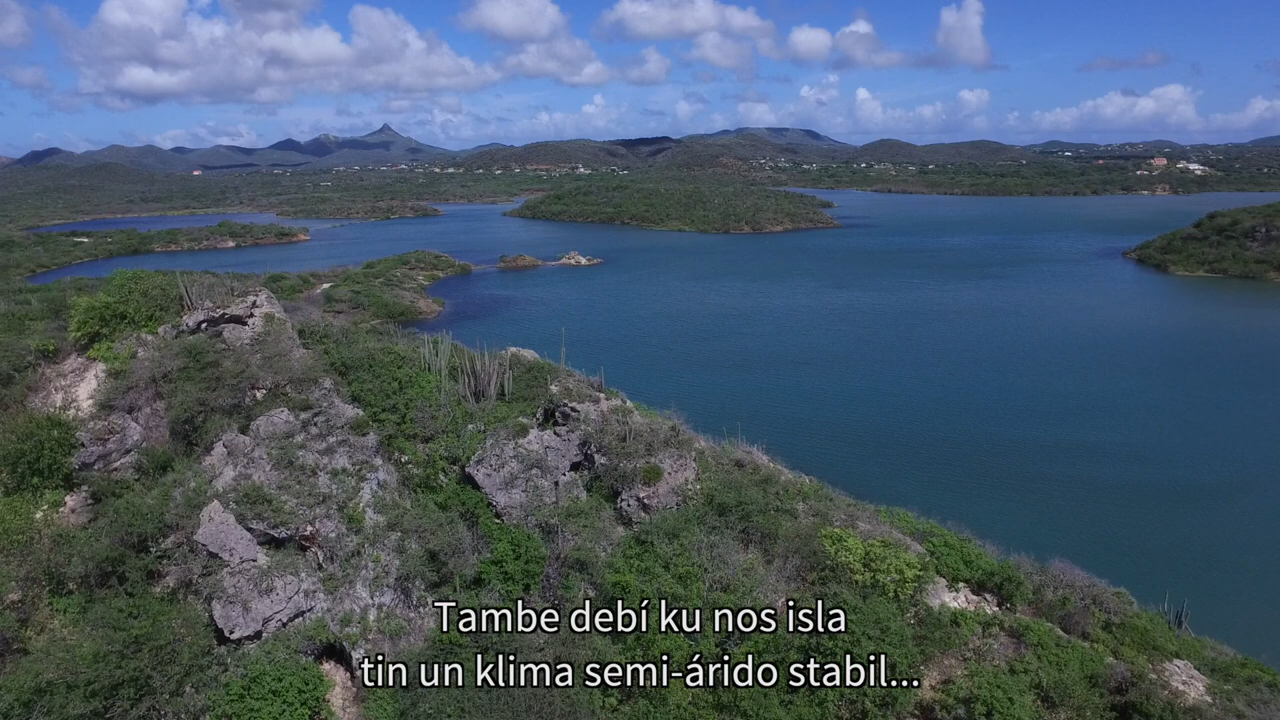 Tambe debí ku nos isla
tin un klima semi-árido stabil...